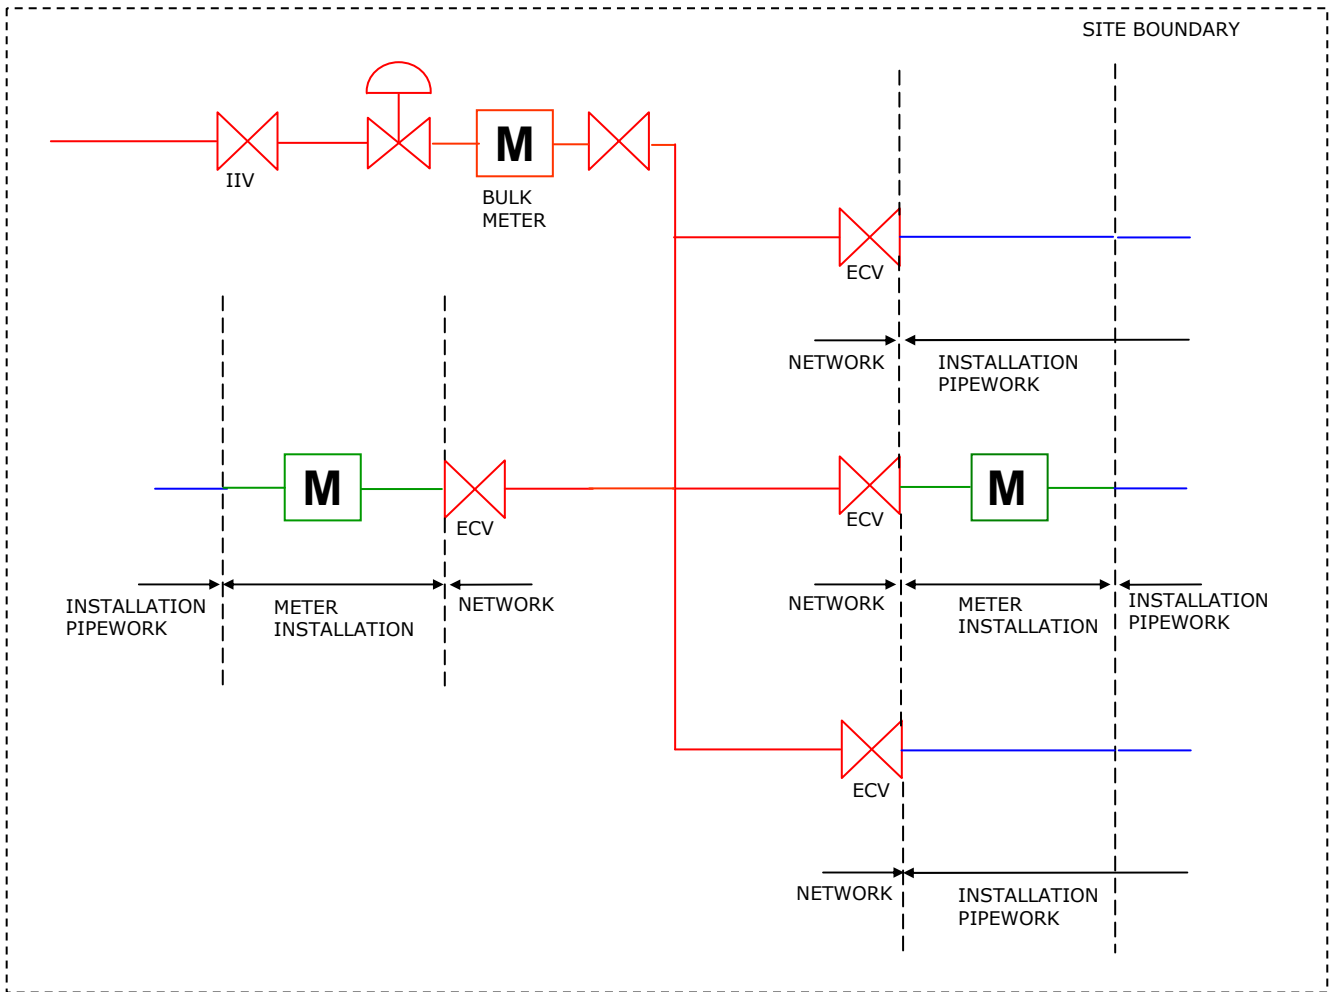 SITE BOUNDARY
M
IIV
BULK
METER
ECV
NETWORK
INSTALLATION
PIPEWORK
M
ECV
ECV
M
INSTALLATION
PIPEWORK
METER
INSTALLATION
NETWORK
NETWORK
METER
INSTALLATION
INSTALLATION
PIPEWORK
ECV
NETWORK
INSTALLATION
PIPEWORK